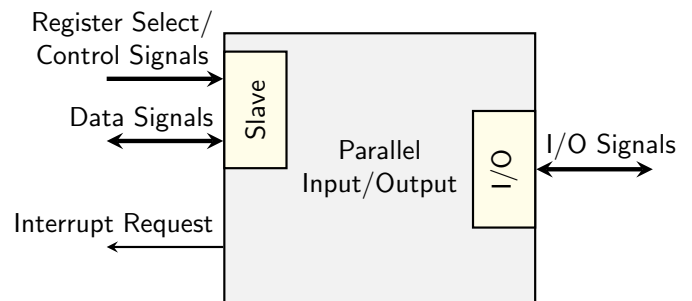 Register Select/
Control Signals
Data Signals
Slave
Parallel
Input/Output
I/O
I/O Signals
Interrupt Request